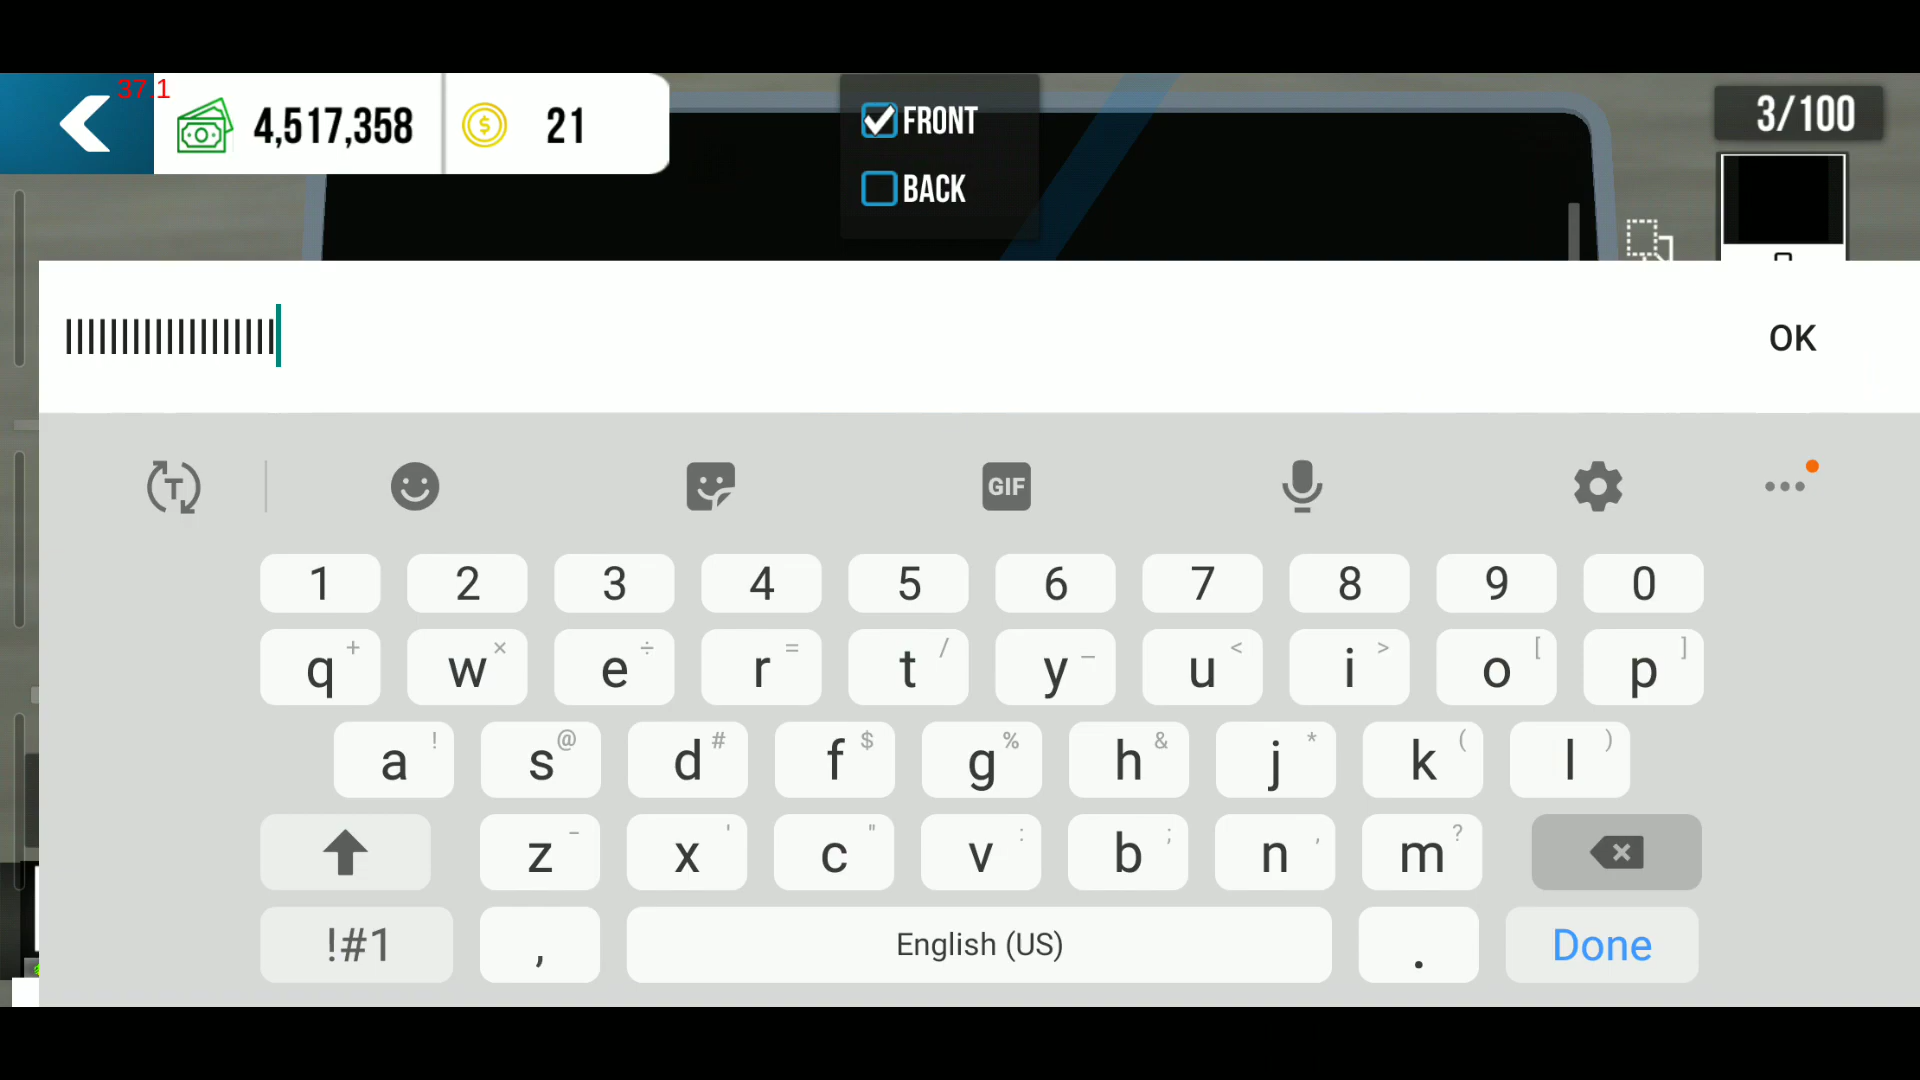 37.1
4,517,358
21
FRONT
BACK
3/100
|||||||||||||||||||
OK
T
GIF
1 2 3 4 5 6 7 8 9 0
q + w × e ÷ r = t / y _ u < i > o [ p ]
a ! s @ d # f $ g % h & j * k ( l )
z - x ' c " v : b ; n , m ?
!#1 , English (US) . Done